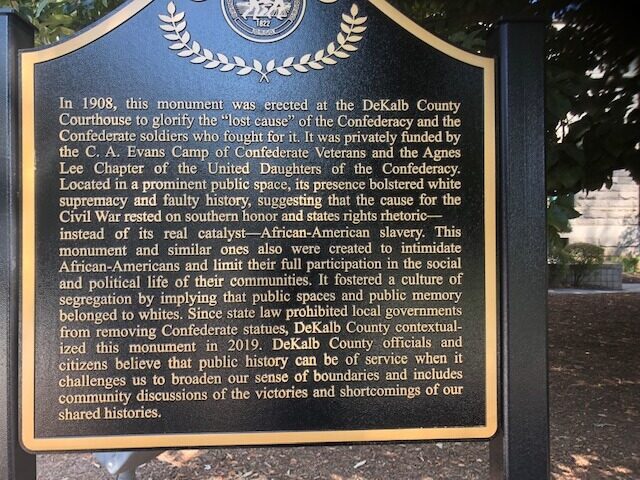 1822
In 1908, this monument was erected at the DeKalb County
Courthouse to glorify the “lost cause” of the Confederacy and the
Confederate soldiers who fought for it. It was privately funded by
the C. A. Evans Camp of Confederate Veterans and the Agnes
Lee Chapter of the United Daughters of the Confederacy.
Located in a prominent public space, its presence bolstered white
supremacy and faulty history, suggesting that the cause for the
Civil War rested on southern honor and states rights rhetoric—
instead of its real catalyst—African-American slavery. This
monument and similar ones also were created to intimidate
African-Americans and limit their full participation in the social
and political life of their communities. It fostered a culture of
segregation by implying that public spaces and public memory
belonged to whites. Since state law prohibited local governments
from removing Confederate statues, DeKalb County contextual-
ized this monument in 2019. DeKalb County officials and
citizens believe that public history can be of service when it
challenges us to broaden our sense of boundaries and includes
community discussions of the victories and shortcomings of our
shared histories.